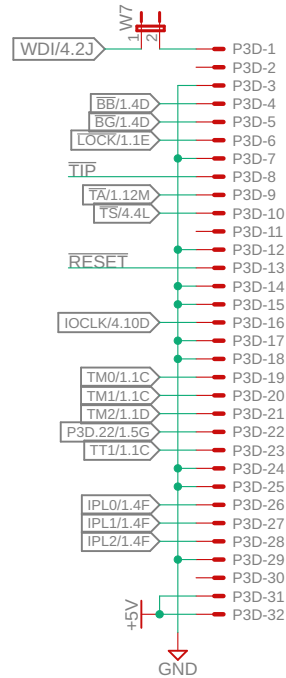 W7
1 2
WDI/4.2J P3D-1
P3D-2
P3D-3
BB/1.4D P3D-4
BG/1.4D P3D-5
LOCK/1.1E P3D-6
P3D-7
TIP P3D-8
TA/1.12M P3D-9
TS/4.4L P3D-10
P3D-11
P3D-12
RESET P3D-13
P3D-14
P3D-15
IOCLK/4.10D P3D-16
P3D-17
P3D-18
TM0/1.1C P3D-19
TM1/1.1C P3D-20
TM2/1.1D P3D-21
P3D.22/1.5G P3D-22
TT1/1.1C P3D-23
P3D-24
P3D-25
IPL0/1.4F P3D-26
IPL1/1.4F P3D-27
IPL2/1.4F P3D-28
P3D-29
P3D-30
P3D-31
+5V P3D-32
GND